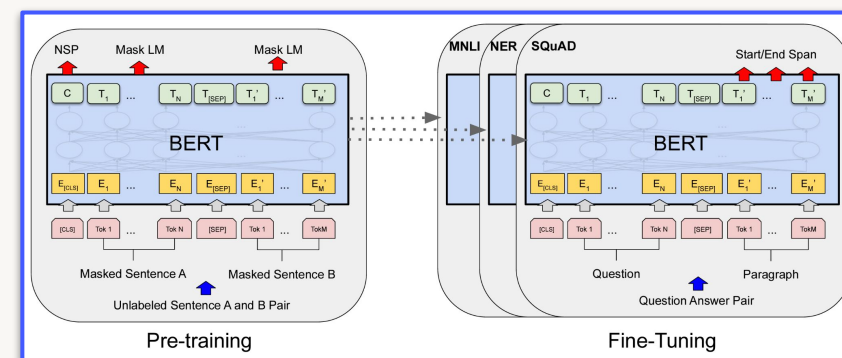 NSP Mask LM Mask LM
C T1 ... TN T[SEP] T1' ... TM'
BERT
E[CLS] E1 ... EN E[SEP] E1' ... EM'
[CLS] Tok 1 ... Tok N [SEP] Tok 1 ... TokM
Masked Sentence A Masked Sentence B
Unlabeled Sentence A and B Pair
Pre-training
MNLI NER SQuAD
Start/End Span
C T1 ... TN T[SEP] T1' ... TM'
BERT
E[CLS] E1 ... EN E[SEP] E1' ... EM'
[CLS] Tok 1 ... Tok N [SEP] Tok 1 ... TokM
Question Paragraph
Question Answer Pair
Fine-Tuning